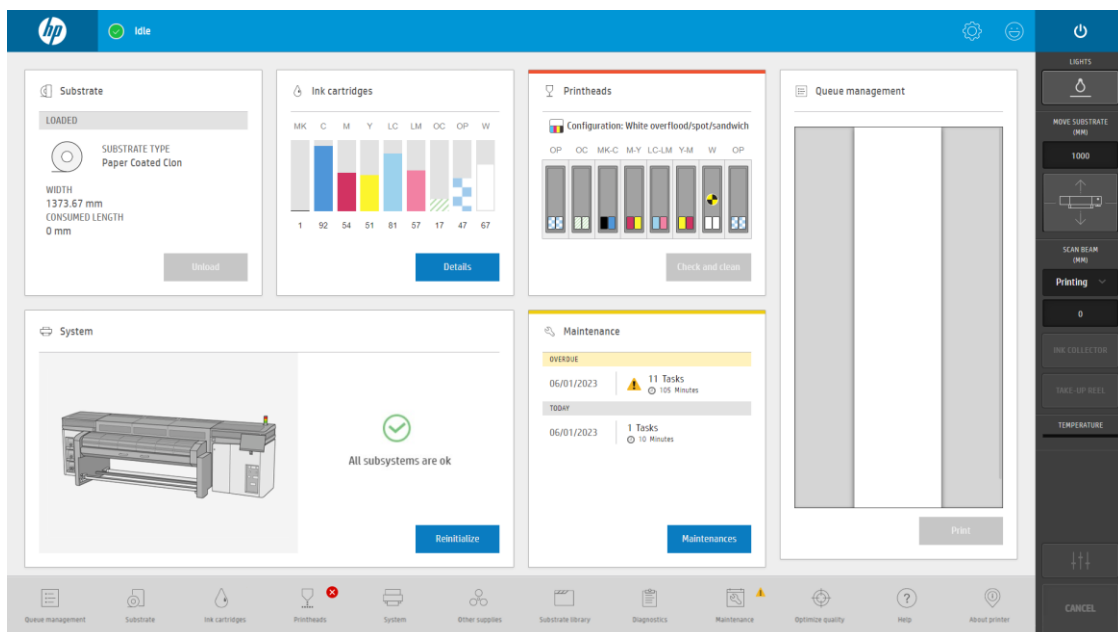 hp
Idle
Substrate
LOADED
SUBSTRATE TYPE
Paper Coated Clon
WIDTH
1373.67 mm
CONSUMED LENGTH
0 mm
Unload
Ink cartridges
MK C M Y LC LM OC OP W
1 92 54 51 81 57 17 47 67
Details
Printheads
Configuration: White overflood/spot/sandwich
OP OC MK-C M-Y LC-LM Y-M W OP
Check and clean
Queue management
Print
System
All subsystems are ok
Reinitialize
Maintenance
OVERDUE
06/01/2023
11 Tasks
105 Minutes
TODAY
06/01/2023
1 Tasks
10 Minutes
Maintenances
LIGHTS
MOVE SUBSTRATE
(MM)
1000
SCAN BEAM
(MM)
Printing
0
INK COLLECTOR
TAKE-UP REEL
TEMPERATURE
CANCEL
Queue management
Substrate
Ink cartridges
Printheads
System
Other supplies
Substrate library
Diagnostics
Maintenance
Optimize quality
Help
About printer